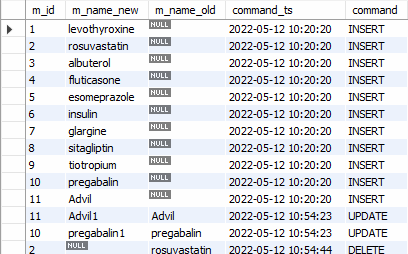 m_id m_name_new m_name_old command_ts command
1 levothyroxine NULL 2022-05-12 10:20:20 INSERT
2 rosuvastatin NULL 2022-05-12 10:20:20 INSERT
3 albuterol NULL 2022-05-12 10:20:20 INSERT
4 fluticasone NULL 2022-05-12 10:20:20 INSERT
5 esomeprazole NULL 2022-05-12 10:20:20 INSERT
6 insulin NULL 2022-05-12 10:20:20 INSERT
7 glargine NULL 2022-05-12 10:20:20 INSERT
8 sitagliptin NULL 2022-05-12 10:20:20 INSERT
9 tiotropium NULL 2022-05-12 10:20:20 INSERT
10 pregabalin NULL 2022-05-12 10:20:20 INSERT
11 Advil NULL 2022-05-12 10:20:20 INSERT
11 Advil1 Advil 2022-05-12 10:54:23 UPDATE
10 pregabalin1 pregabalin 2022-05-12 10:54:23 UPDATE
2 NULL rosuvastatin 2022-05-12 10:54:44 DELETE